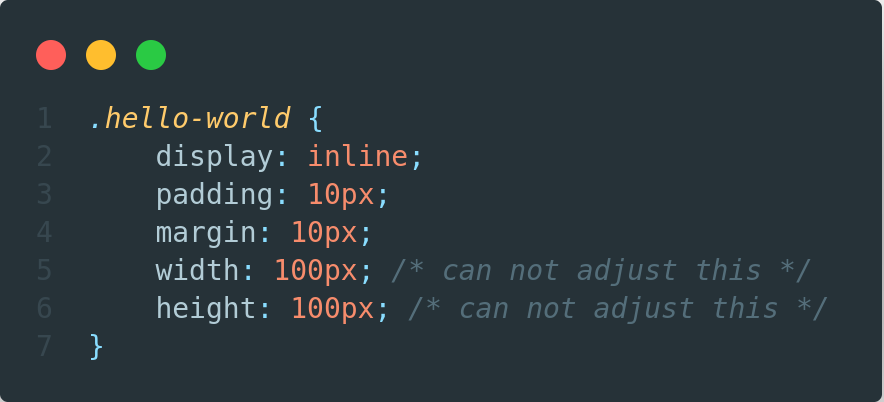 1 .hello-world {
2     display: inline;
3     padding: 10px;
4     margin: 10px;
5     width: 100px; /* can not adjust this */
6     height: 100px; /* can not adjust this */
7 }